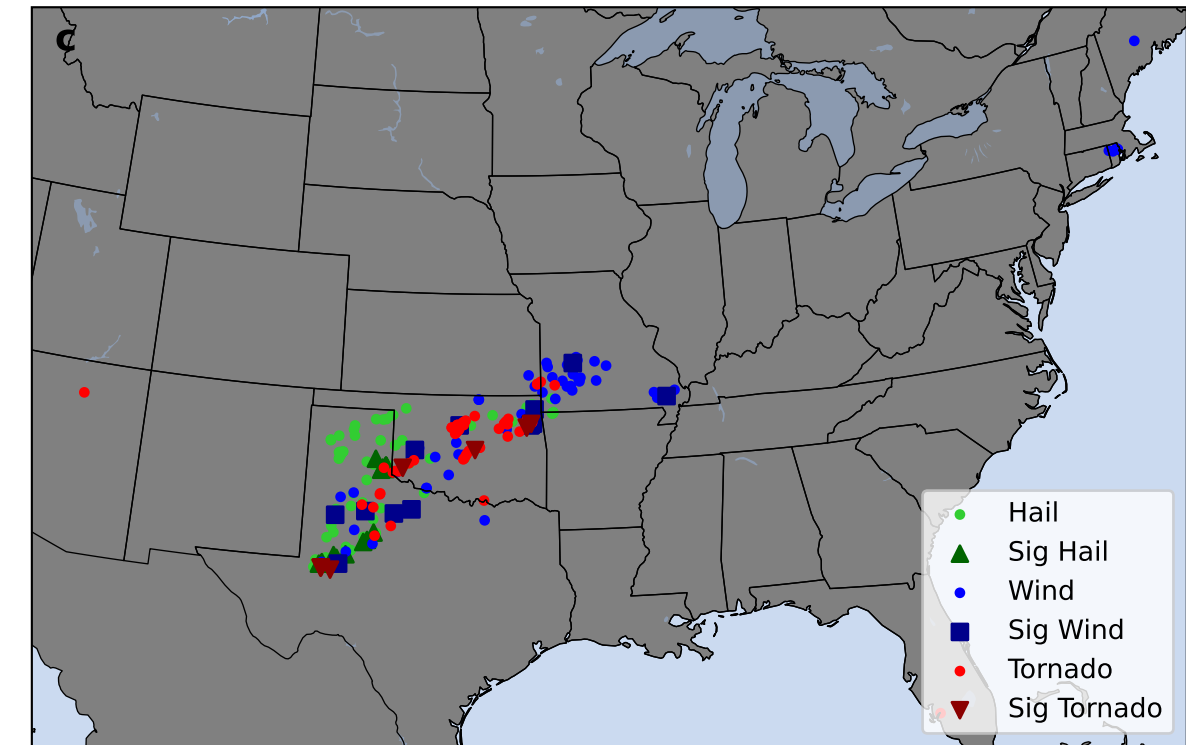 c
Hail
Sig Hail
Wind
Sig Wind
Tornado
Sig Tornado